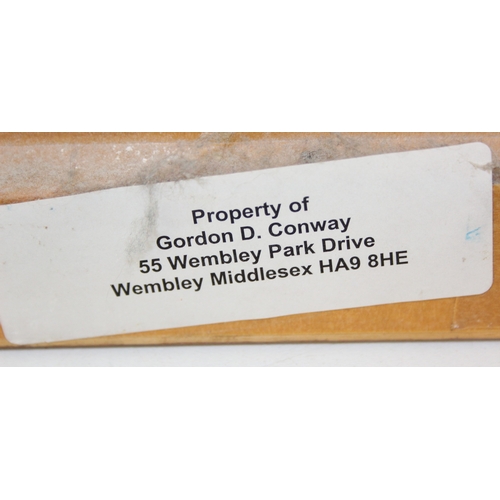 Property of
Gordon D. Conway
55 Wembley Park Drive
Wembley Middlesex HA9 8HE